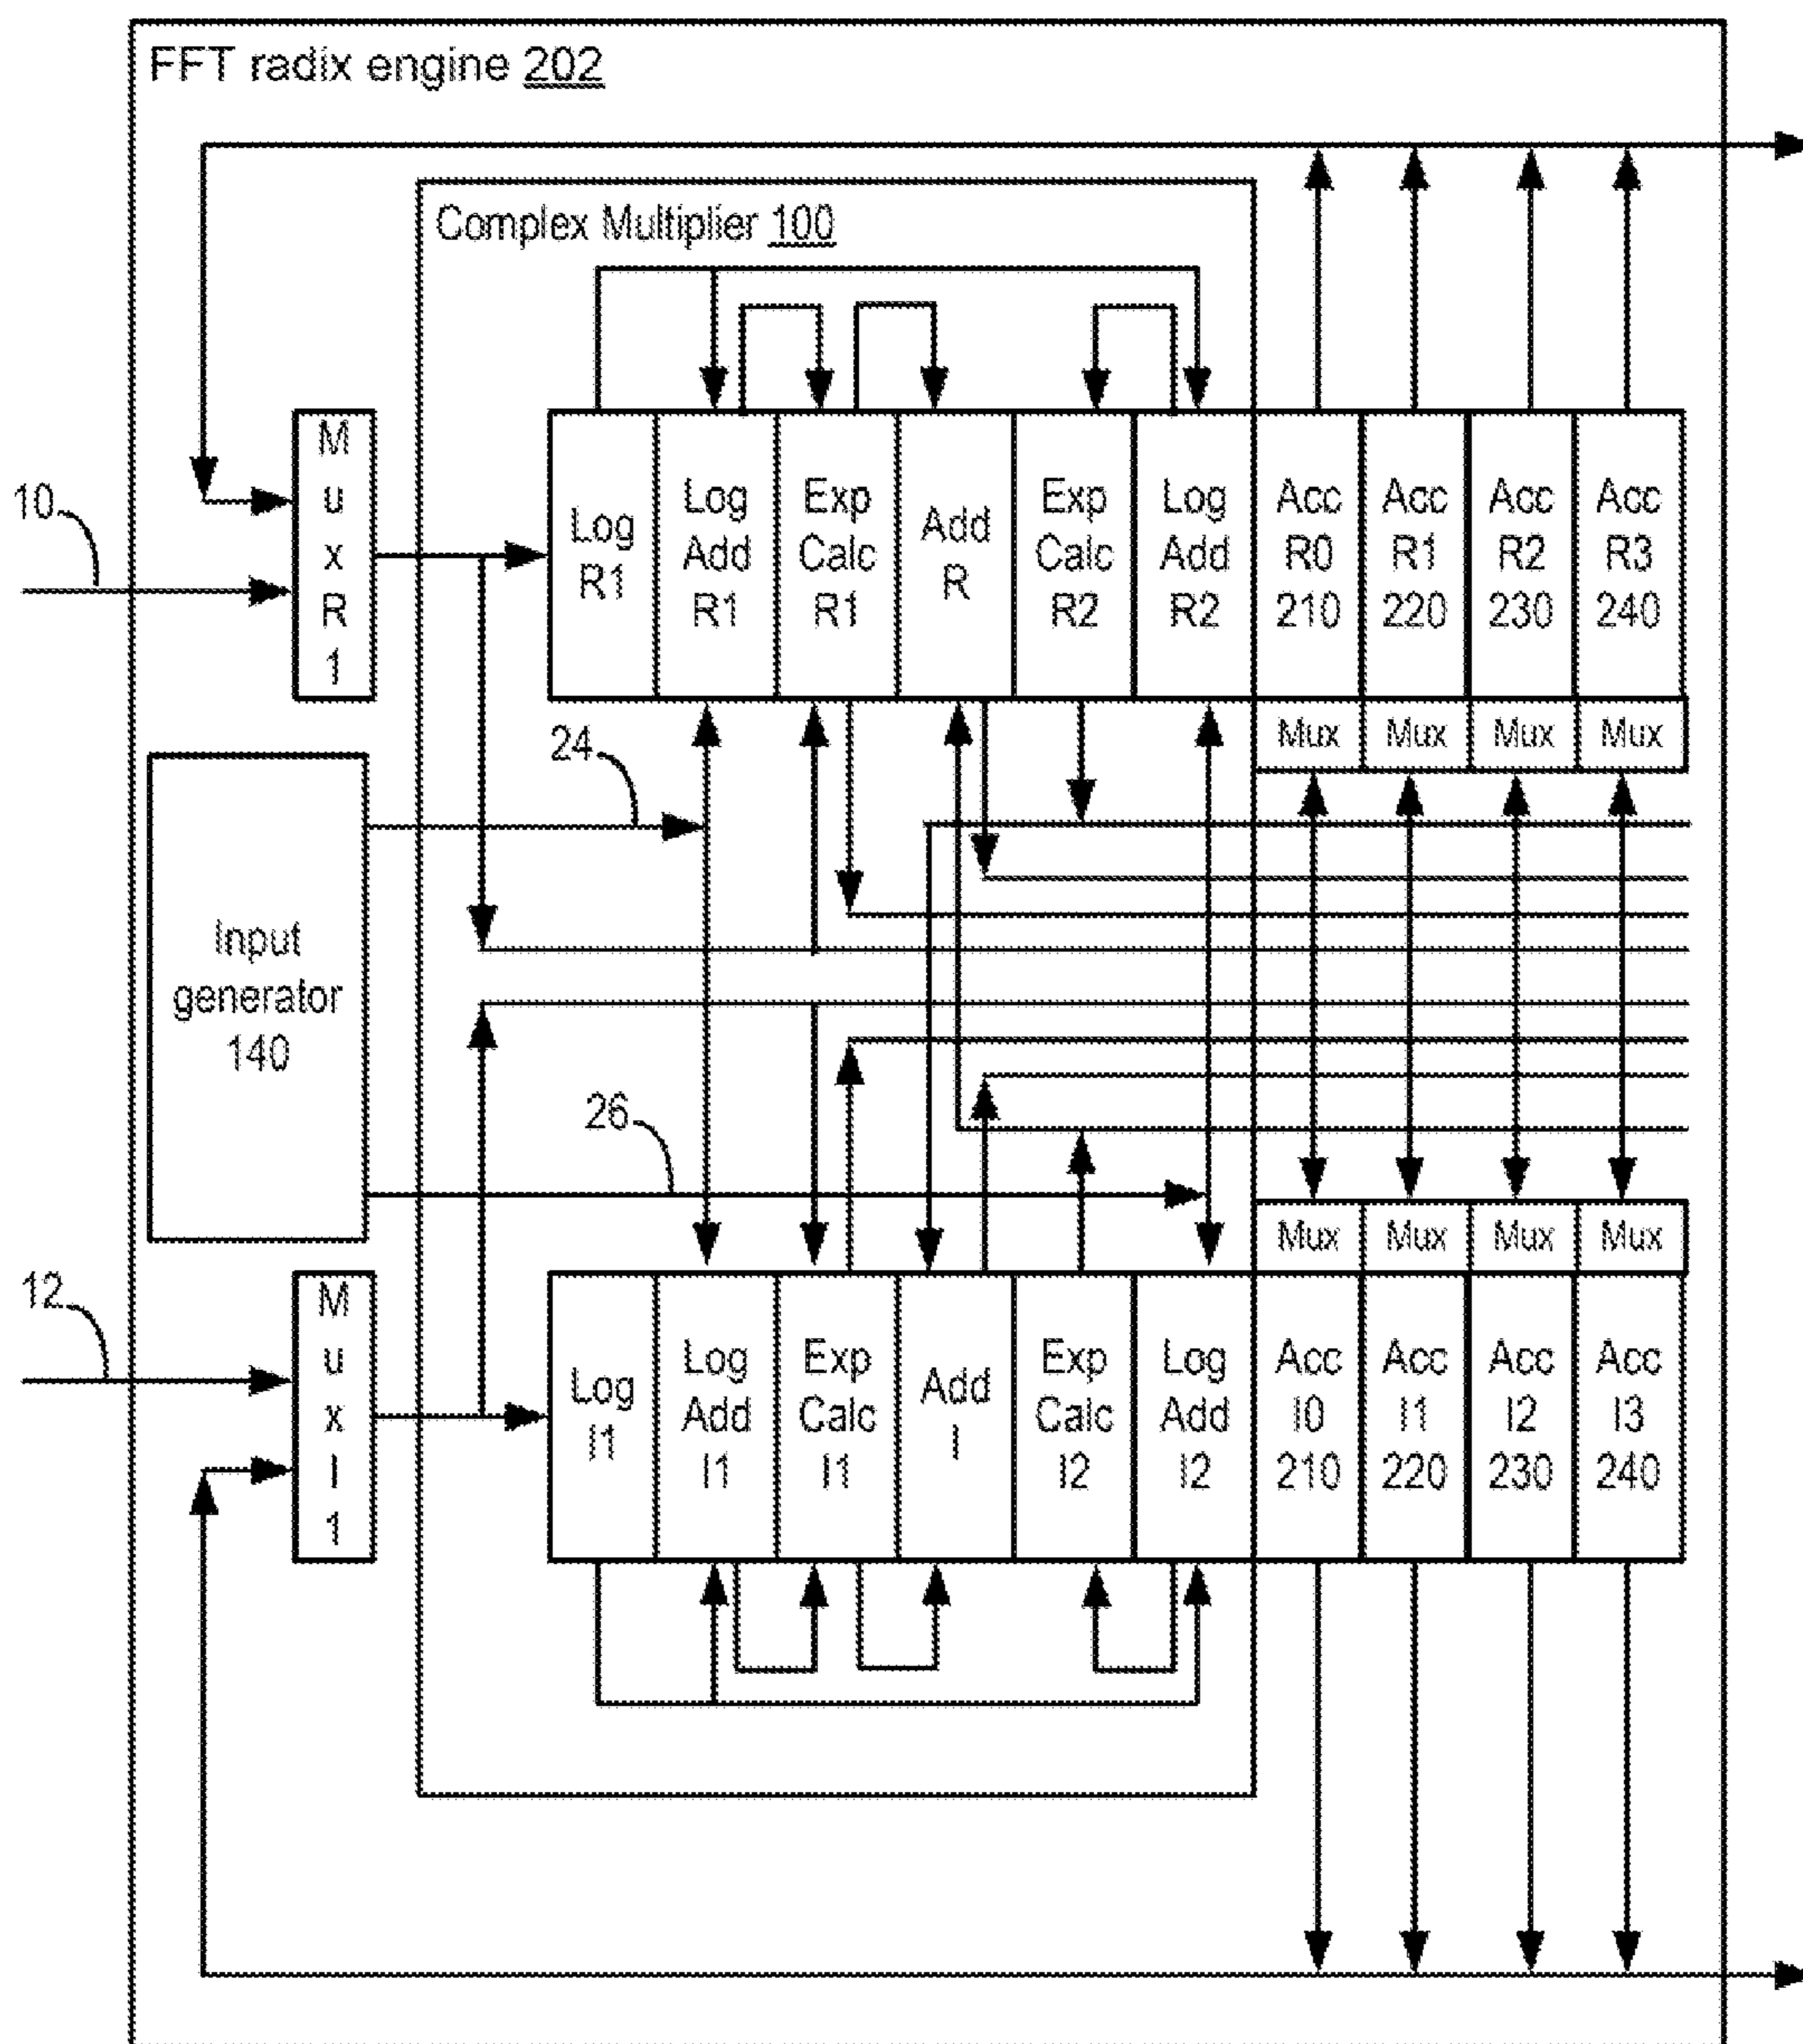 FFT radix engine 202
Complex Multiplier 100
M
u
x
R
1
10
Log
R1
Log
Add
R1
Exp
Calc
R1
Add
R
Exp
Calc
R2
Log
Add
R2
Acc
R0
210
Acc
R1
220
Acc
R2
230
Acc
R3
240
Mux
Mux
Mux
Mux
24
Input
generator
140
26
Mux
Mux
Mux
Mux
12
M
u
x
I
1
Log
I1
Log
Add
I1
Exp
Calc
I1
Add
I
Exp
Calc
I2
Log
Add
I2
Acc
I0
210
Acc
I1
220
Acc
I2
230
Acc
I3
240